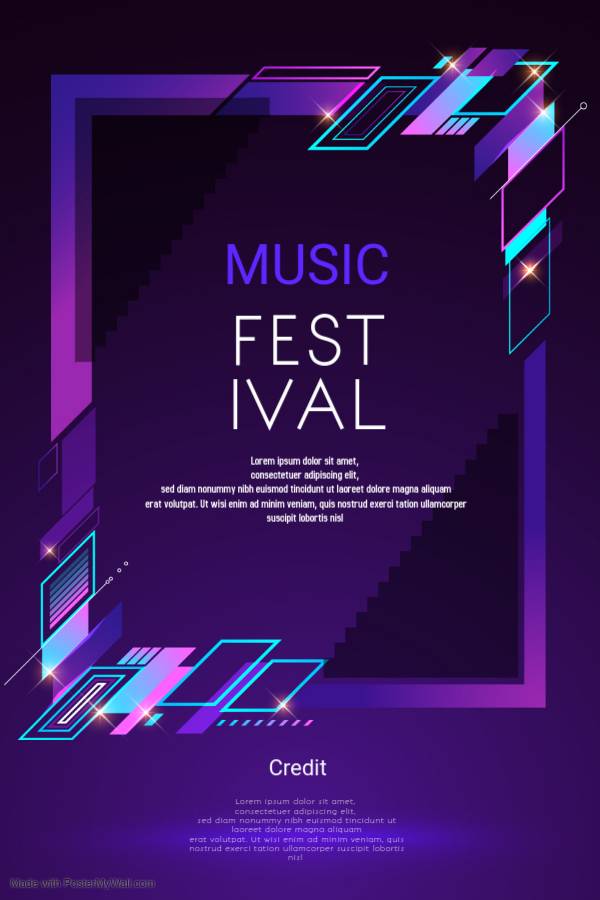 MUSIC
FEST
IVAL
Lorem ipsum dolor sit amet,
consectetuer adipiscing elit,
sed diam nonummy nibh euismod tincidunt ut laoreet dolore magna aliquam
erat volutpat. Ut wisi enim ad minim veniam, quis nostrud exerci tation ullamcorper
suscipit lobortis nisl
Credit
Lorem ipsum dolor sit amet,
consectetuer adipiscing elit,
sed diam nonummy nibh euismod tincidunt ut
laoreet dolore magna aliquam
erat volutpat. Ut wisi enim ad minim veniam, quis
nostrud exerci tation ullamcorper suscipit lobortis
nisl
Made with PosterMyWall.com